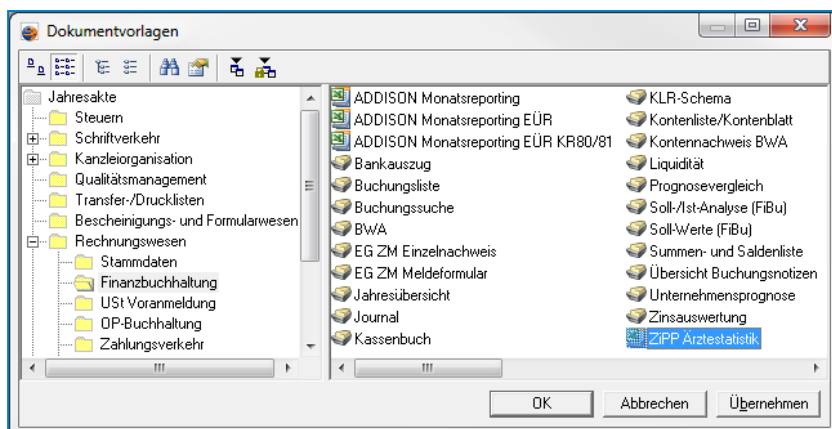 Dokumentvorlagen
Jahresakte
Steuern
Schriftverkehr
Kanzleiorganisation
Qualitätsmanagement
Transfer-/Drucklisten
Bescheinigungs- und Formularwesen
Rechnungswesen
Stammdaten
Finanzbuchhaltung
USt Voranmeldung
OP-Buchhaltung
Zahlungsverkehr
ADDISON Monatsreporting
ADDISON Monatsreporting EÜR
ADDISON Monatsreporting EÜR KR80/81
Bankauszug
Buchungsliste
Buchungssuche
BWA
EG ZM Einzelnachweis
EG ZM Meldeformular
Jahresübersicht
Journal
Kassenbuch
KLR-Schema
Kontenliste/Kontenblatt
Kontennachweis BWA
Liquidität
Prognosevergleich
Soll-/Ist-Analyse (FiBu)
Soll-Werte (FiBu)
Summen- und Saldenliste
Übersicht Buchungsnotizen
Unternehmensprognose
Zinsauswertung
ZiPP Ärztestatistik
OK
Abbrechen
Übernehmen